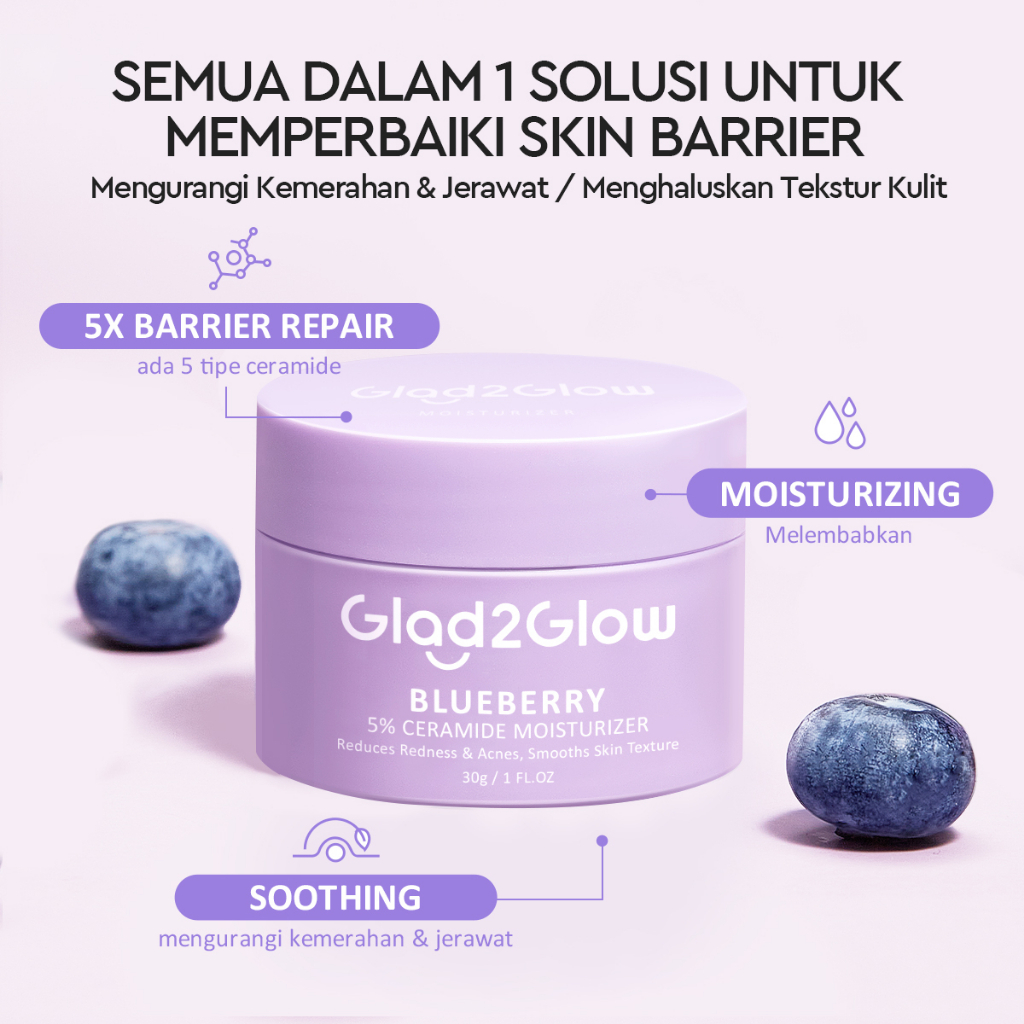 SEMUA DALAM 1 SOLUSI UNTUK
MEMPERBAIKI SKIN BARRIER
Mengurangi Kemerahan & Jerawat / Menghaluskan Tekstur Kulit
5X BARRIER REPAIR
ada 5 tipe ceramide
Glad2Glow
MOISTURIZER
MOISTURIZING
Melembabkan
Glad2Glow
BLUEBERRY
5% CERAMIDE MOISTURIZER
Reduces Redness & Acnes, Smooths Skin Texture
30g / 1 FL.OZ
SOOTHING
mengurangi kemerahan & jerawat